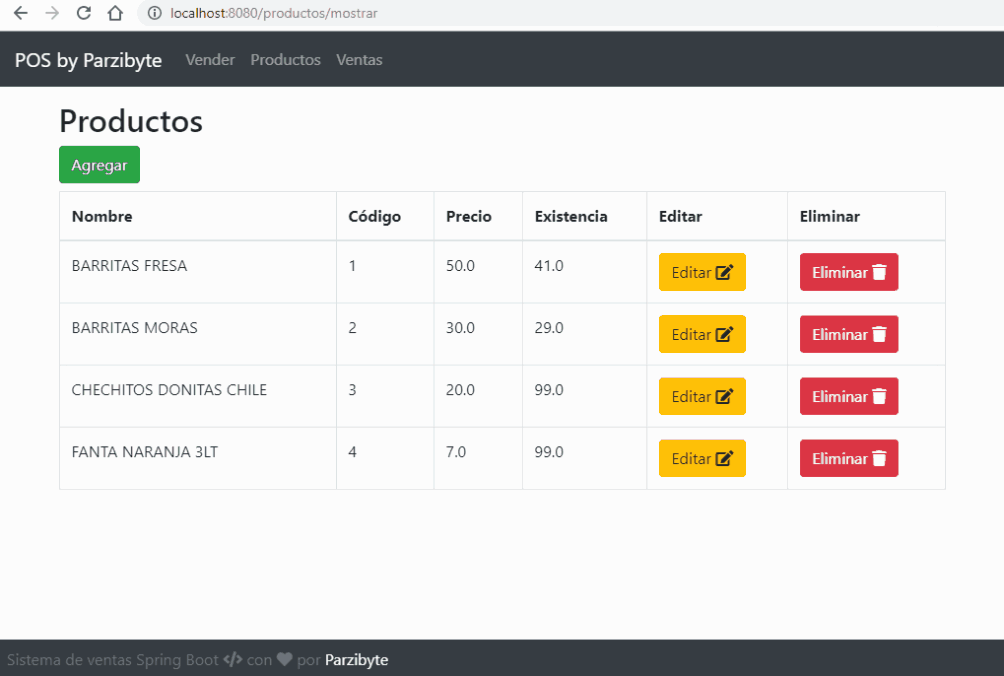 localhost:8080/productos/mostrar
POS by Parzibyte Vender Productos Ventas
Productos
Agregar
Nombre Código Precio Existencia Editar Eliminar
BARRITAS FRESA 1 50.0 41.0 Editar Eliminar
BARRITAS MORAS 2 30.0 29.0 Editar Eliminar
CHECHITOS DONITAS CHILE 3 20.0 99.0 Editar Eliminar
FANTA NARANJA 3LT 4 7.0 99.0 Editar Eliminar
Sistema de ventas Spring Boot </> con ♥ por Parzibyte